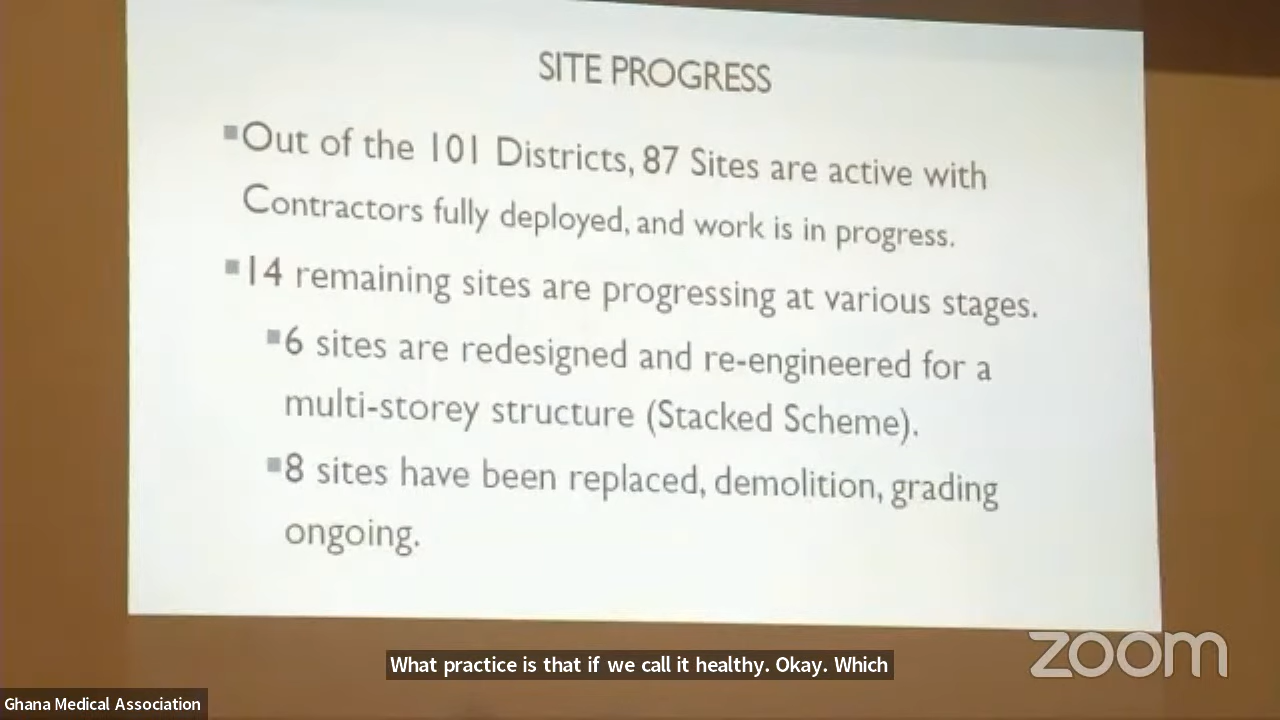 SITE PROGRESS
▪Out of the 101 Districts, 87 Sites are active with
Contractors fully deployed, and work is in progress.
▪14 remaining sites are progressing at various stages.
▪6 sites are redesigned and re-engineered for a
multi-storey structure (Stacked Scheme).
▪8 sites have been replaced, demolition, grading
ongoing.
zoom
What practice is that if we call it healthy. Okay. Which
Ghana Medical Association